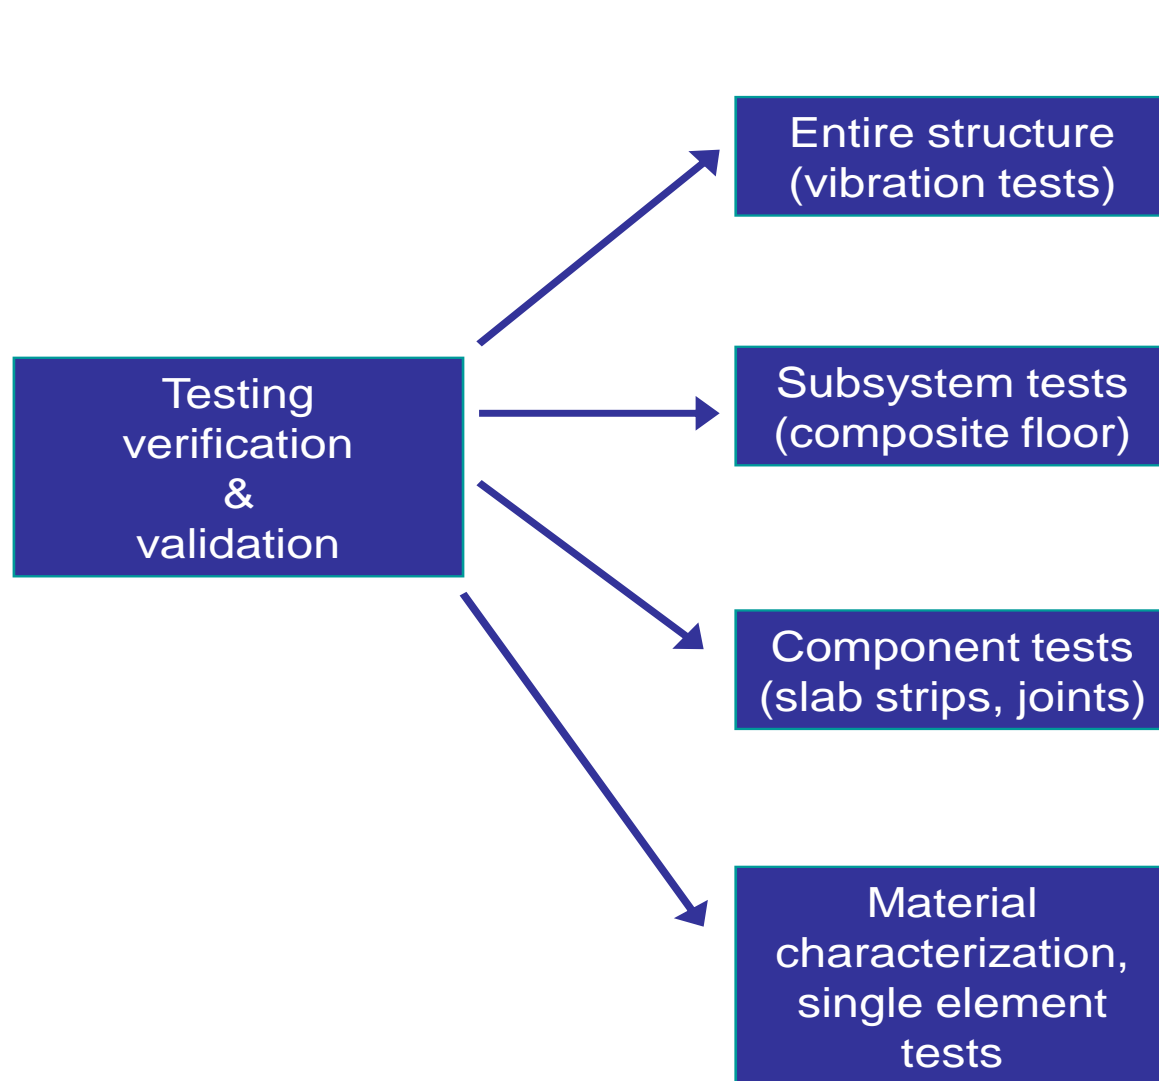 Entire structure
(vibration tests)
Testing
verification
&
validation
Subsystem tests
(composite floor)
Component tests
(slab strips, joints)
Material
characterization,
single element
tests